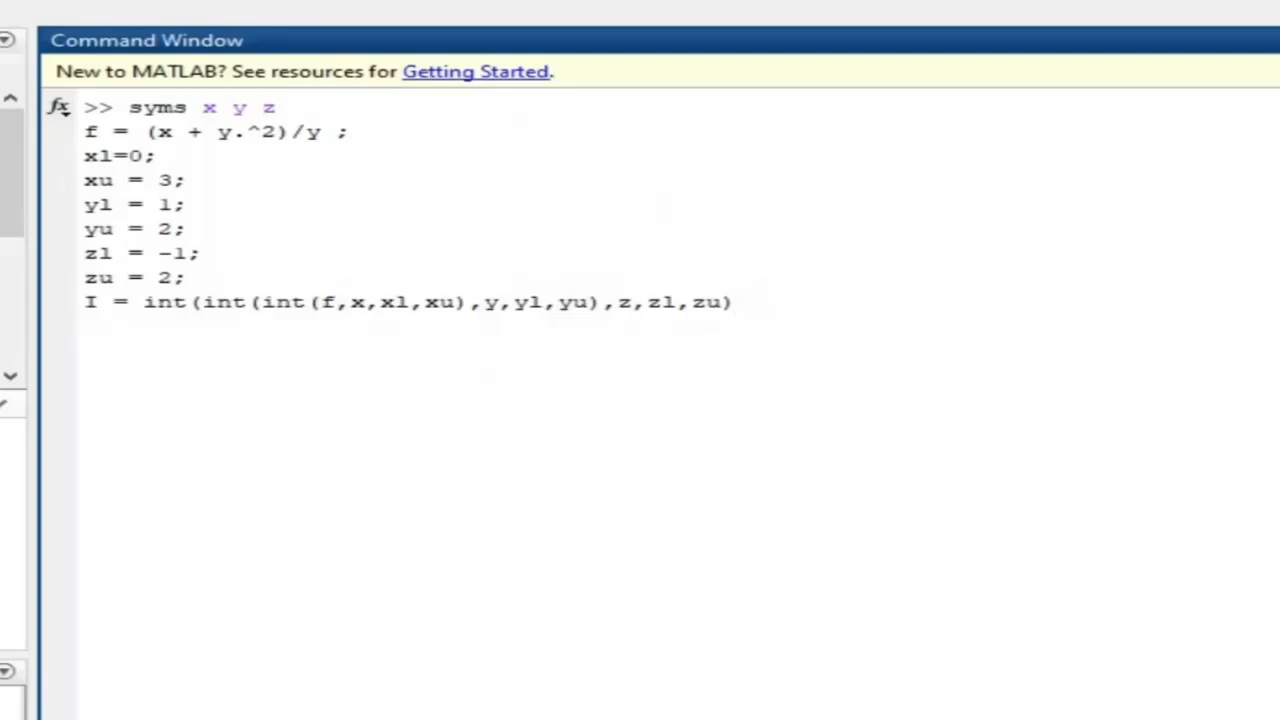 Command Window
New to MATLAB? See resources for Getting Started.
fx >> syms x y z
f = (x + y.^2)/y ;
xl=0;
xu = 3;
yl = 1;
yu = 2;
zl = -1;
zu = 2;
I = int(int(int(f,x,xl,xu),y,yl,yu),z,zl,zu)